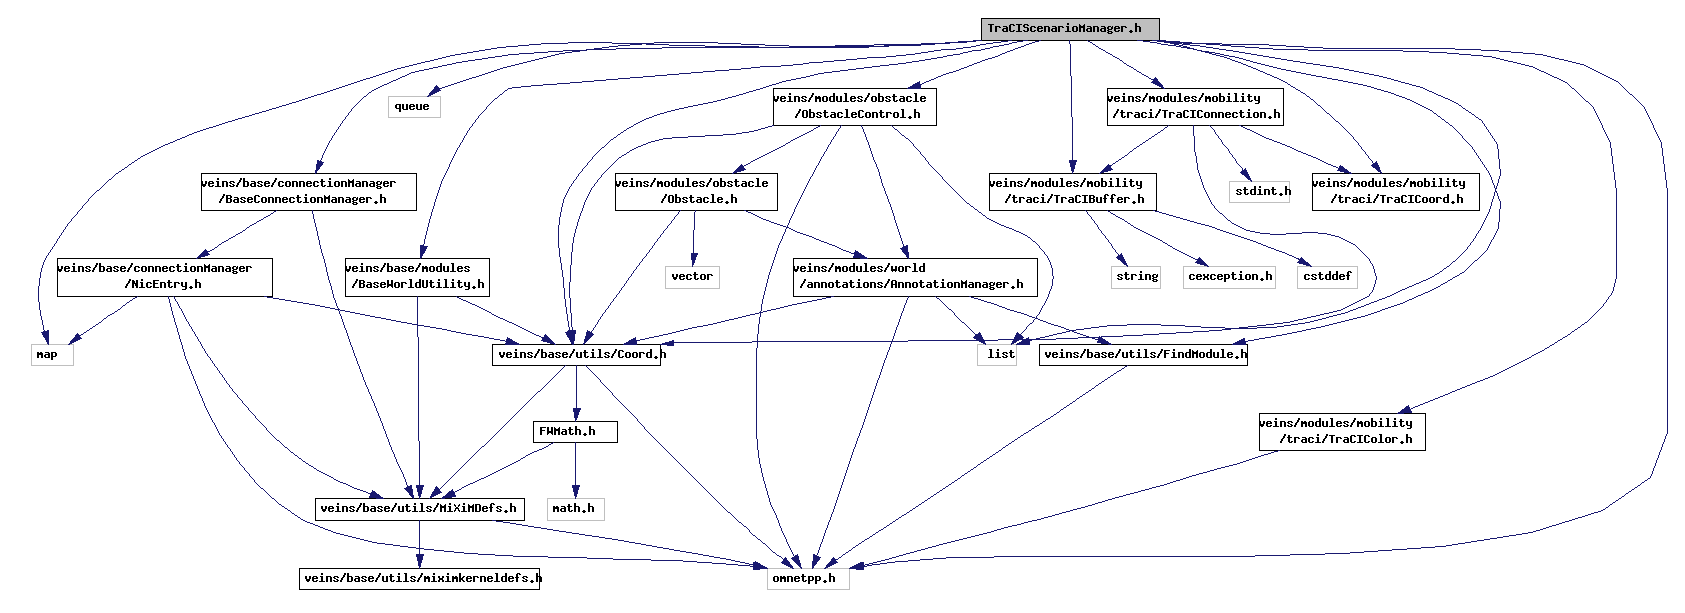 TraCIScenarioManager.h
queue
veins/modules/obstacle
/ObstacleControl.h
veins/modules/mobility
/traci/TraCIConnection.h
veins/base/connectionManager
/BaseConnectionManager.h
veins/modules/obstacle
/Obstacle.h
veins/modules/mobility
/traci/TraCIBuffer.h
stdint.h
veins/modules/mobility
/traci/TraCICoord.h
veins/base/connectionManager
/NicEntry.h
veins/base/modules
/BaseWorldUtility.h
vector
veins/modules/world
/annotations/AnnotationManager.h
string
cexception.h
cstddef
map
veins/base/utils/Coord.h
list
veins/base/utils/FindModule.h
FWMath.h
veins/modules/mobility
/traci/TraCIColor.h
veins/base/utils/MiXiMDefs.h
math.h
veins/base/utils/miximkerneldefs.h
omnetpp.h